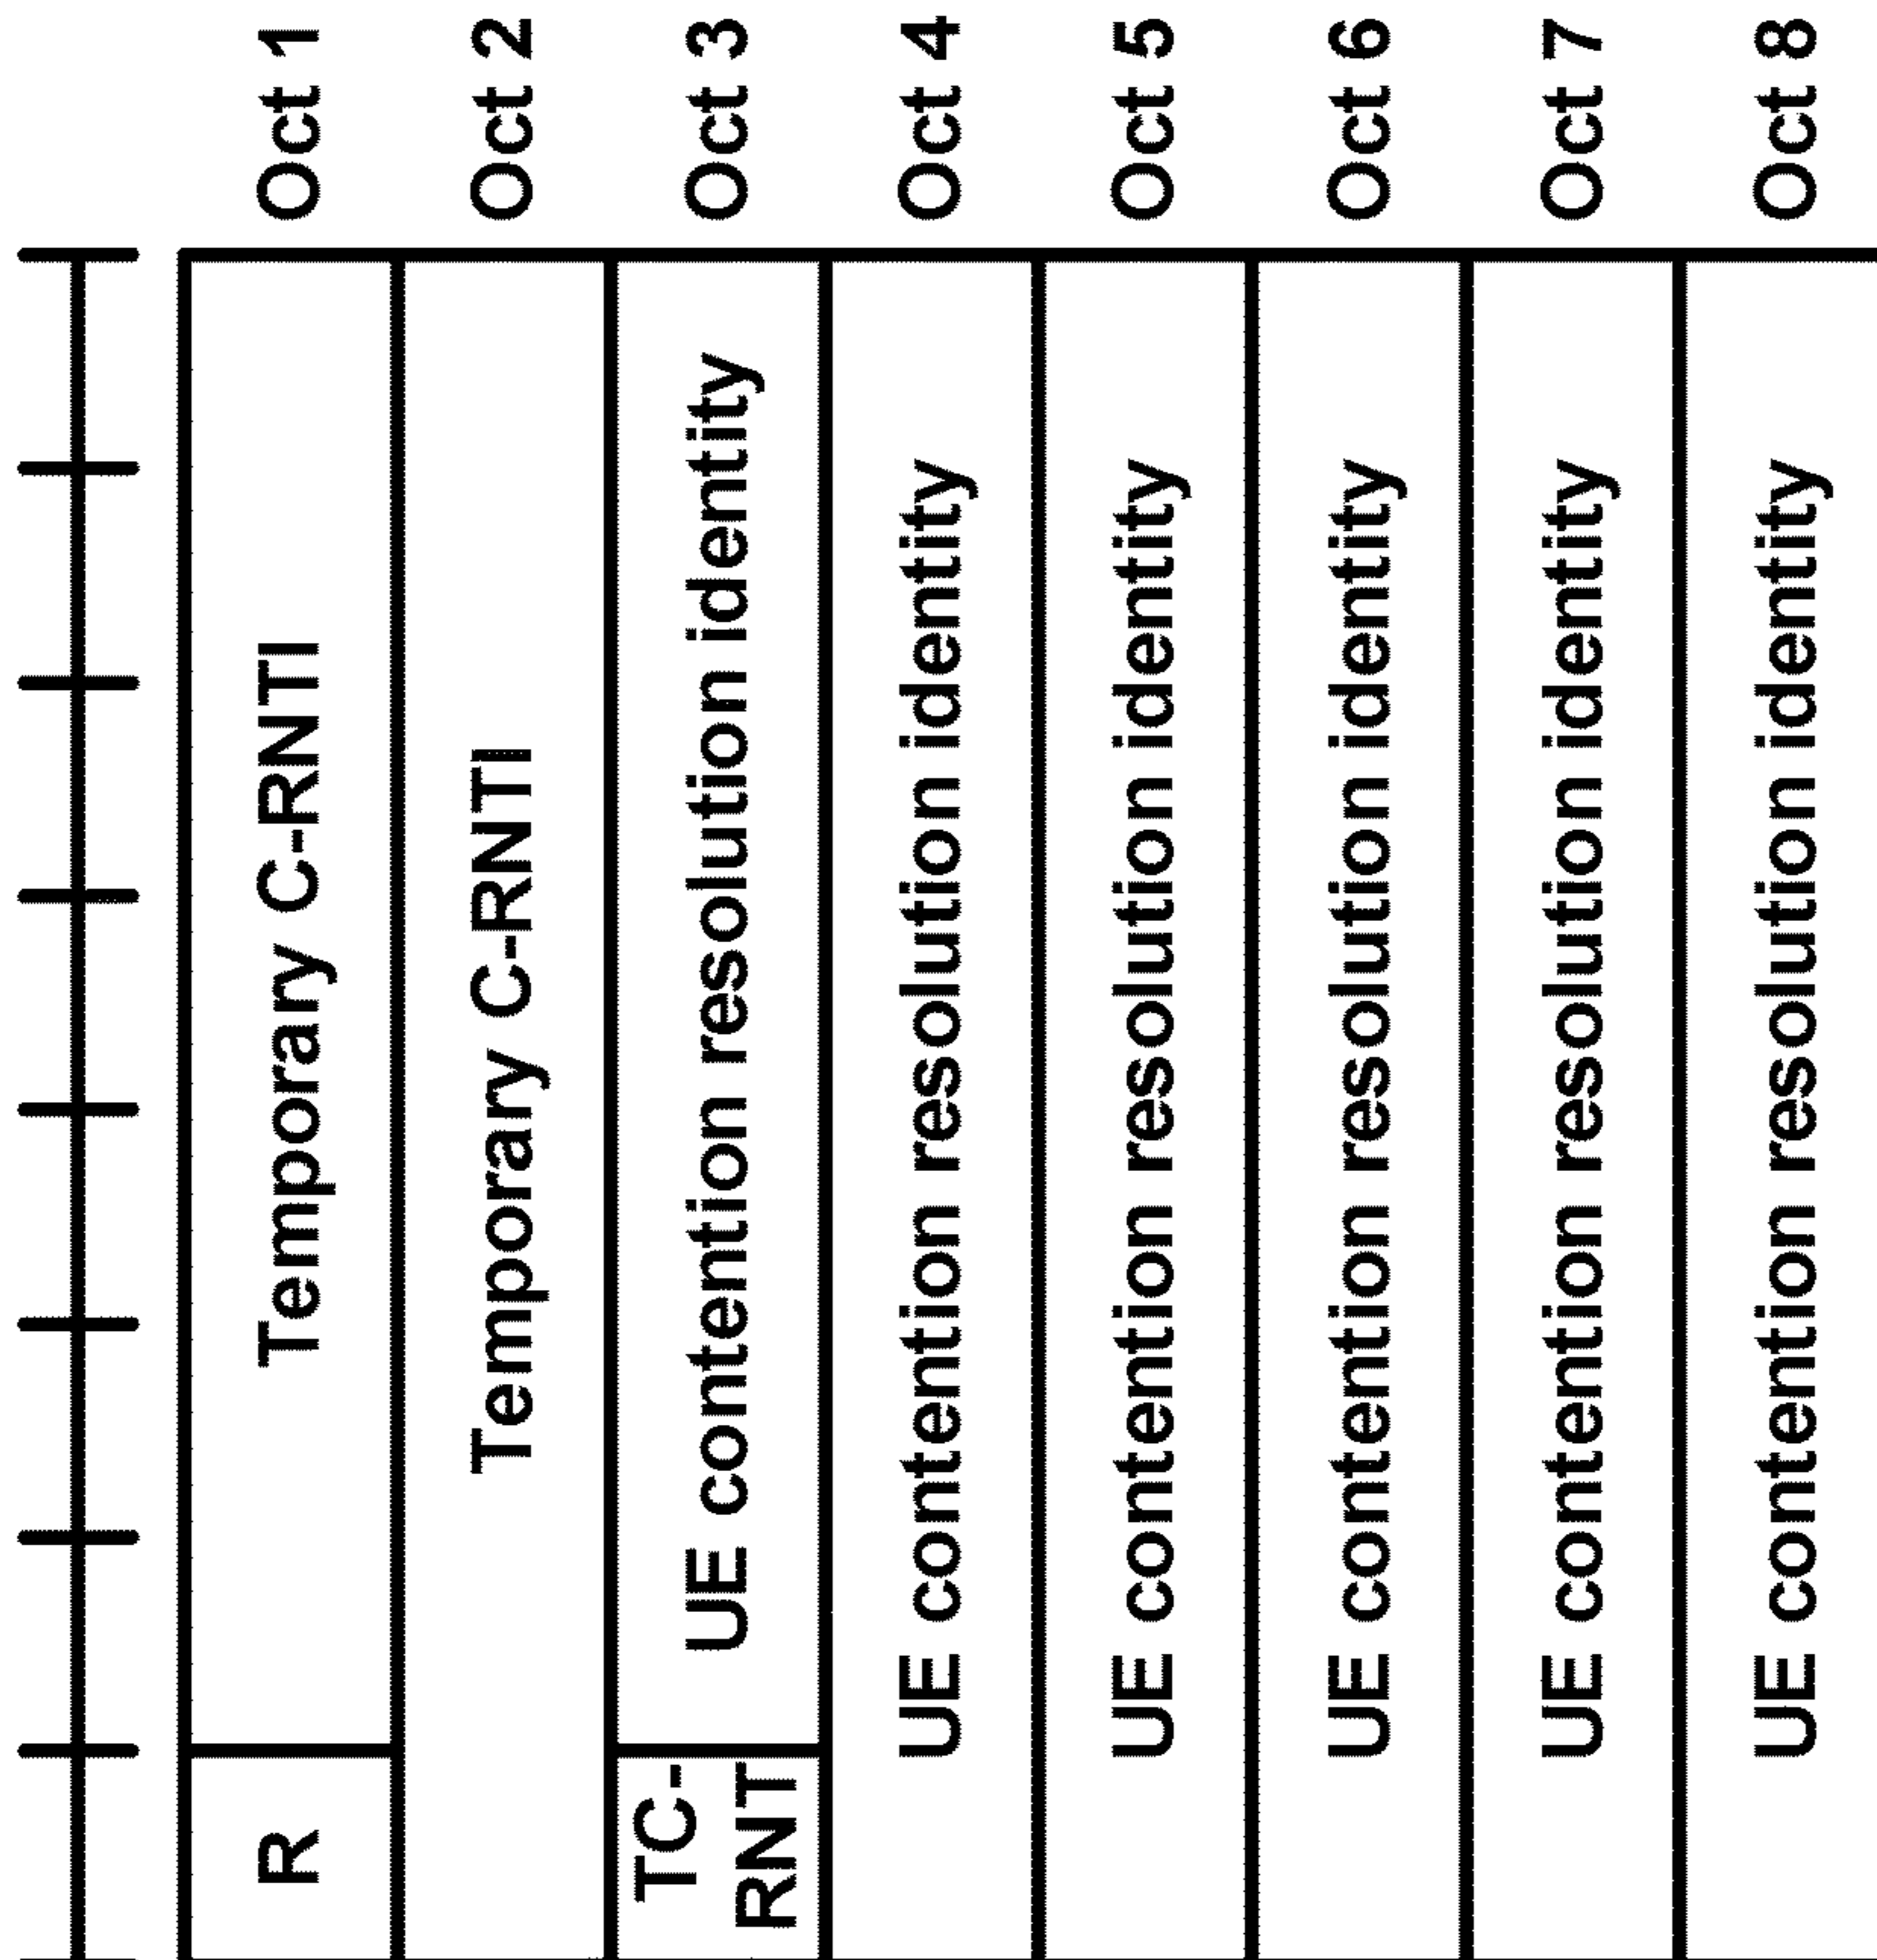 R Temporary C-RNTI Oct 1
Temporary C-RNTI Oct 2
TC-
RNT UE contention resolution identity Oct 3
UE contention resolution identity Oct 4
UE contention resolution identity Oct 5
UE contention resolution identity Oct 6
UE contention resolution identity Oct 7
UE contention resolution identity Oct 8